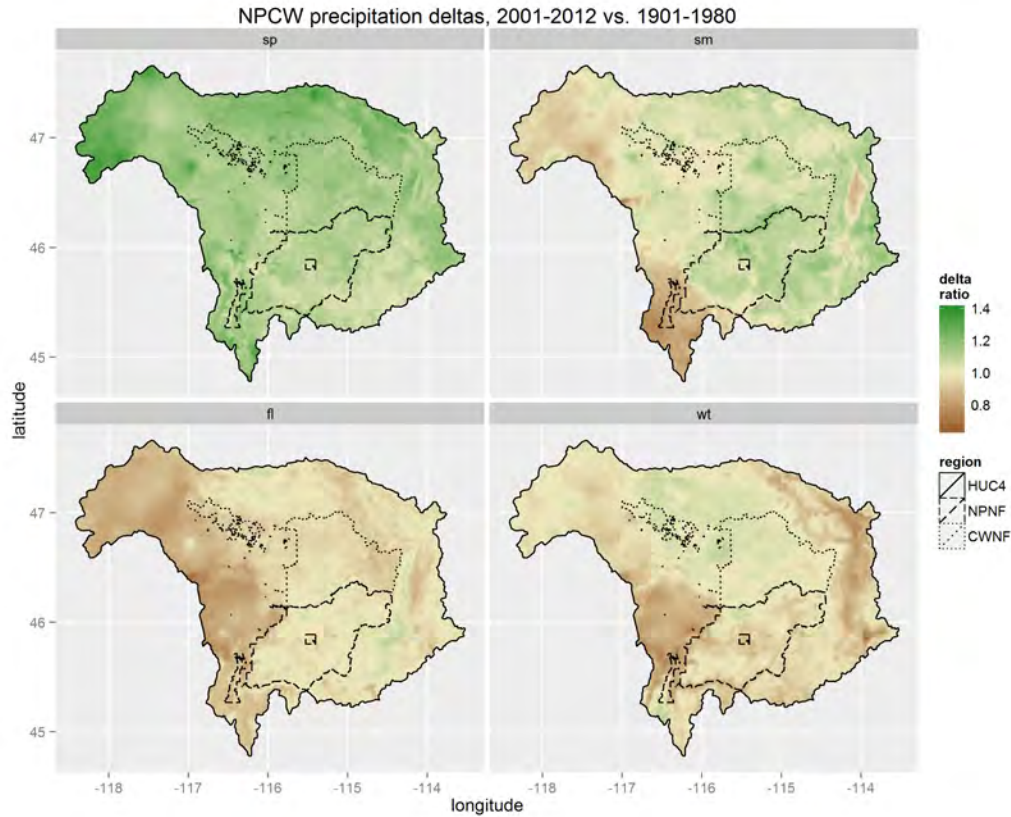 NPCW precipitation deltas, 2001-2012 vs. 1901-1980
sp
sm
47
46
45
fl
wt
47
46
45
-118
-117
-116
-115
-114
-118
-117
-116
-115
-114
latitude
longitude
delta
ratio
1.4
1.2
1.0
0.8
region
HUC4
NPNF
CWNF